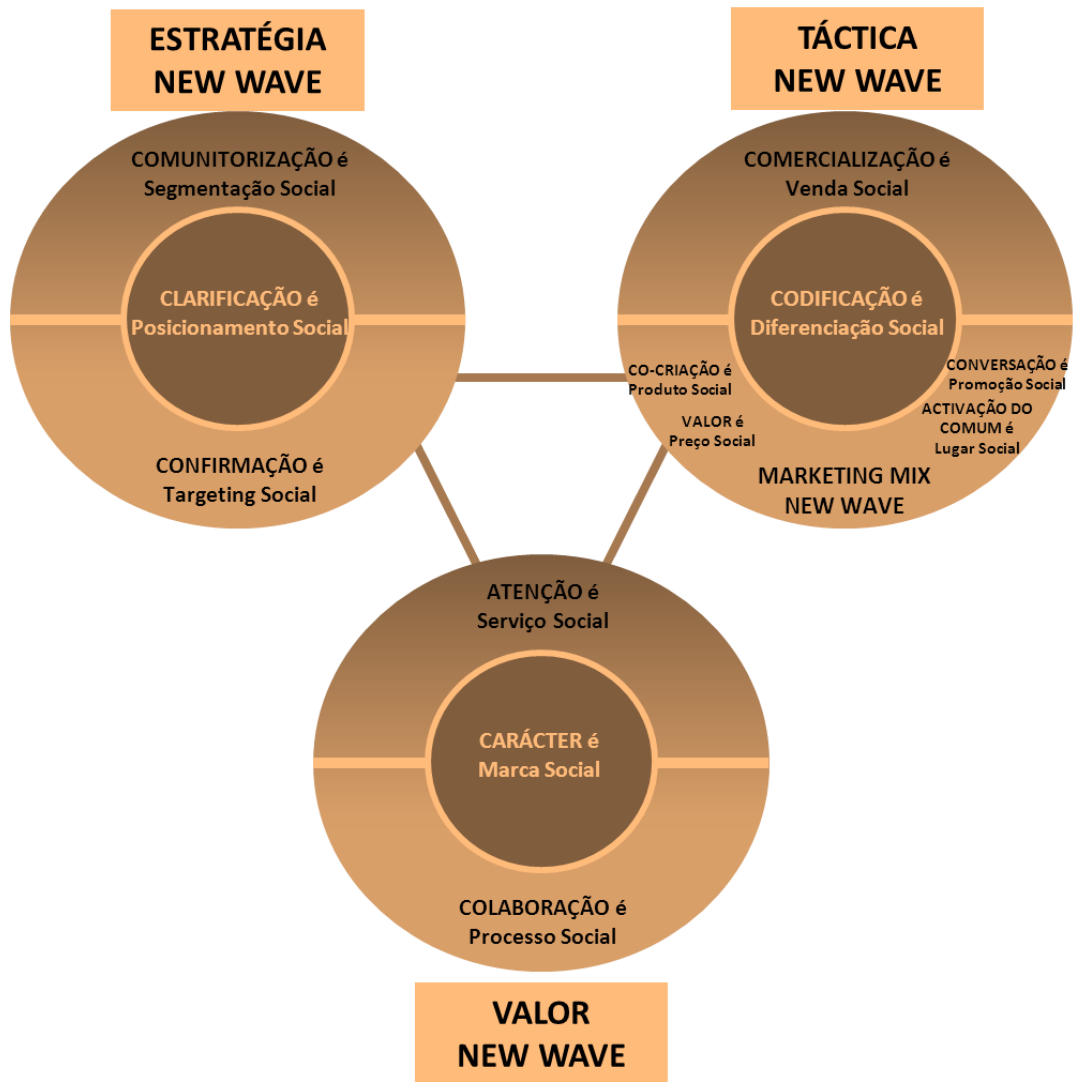 ESTRATÉGIA
NEW WAVE
COMUNITORIZAÇÃO é
Segmentação Social
CLARIFICAÇÃO é
Posicionamento Social
CONFIRMAÇÃO é
Targeting Social
TÁCTICA
NEW WAVE
COMERCIALIZAÇÃO é
Venda Social
CODIFICAÇÃO é
Diferenciação Social
CO-CRIAÇÃO é
Produto Social
VALOR é
Preço Social
CONVERSAÇÃO é
Promoção Social
ACTIVAÇÃO DO
COMUM é
Lugar Social
MARKETING MIX
NEW WAVE
ATENÇÃO é
Serviço Social
CARÁCTER é
Marca Social
COLABORAÇÃO é
Processo Social
VALOR
NEW WAVE